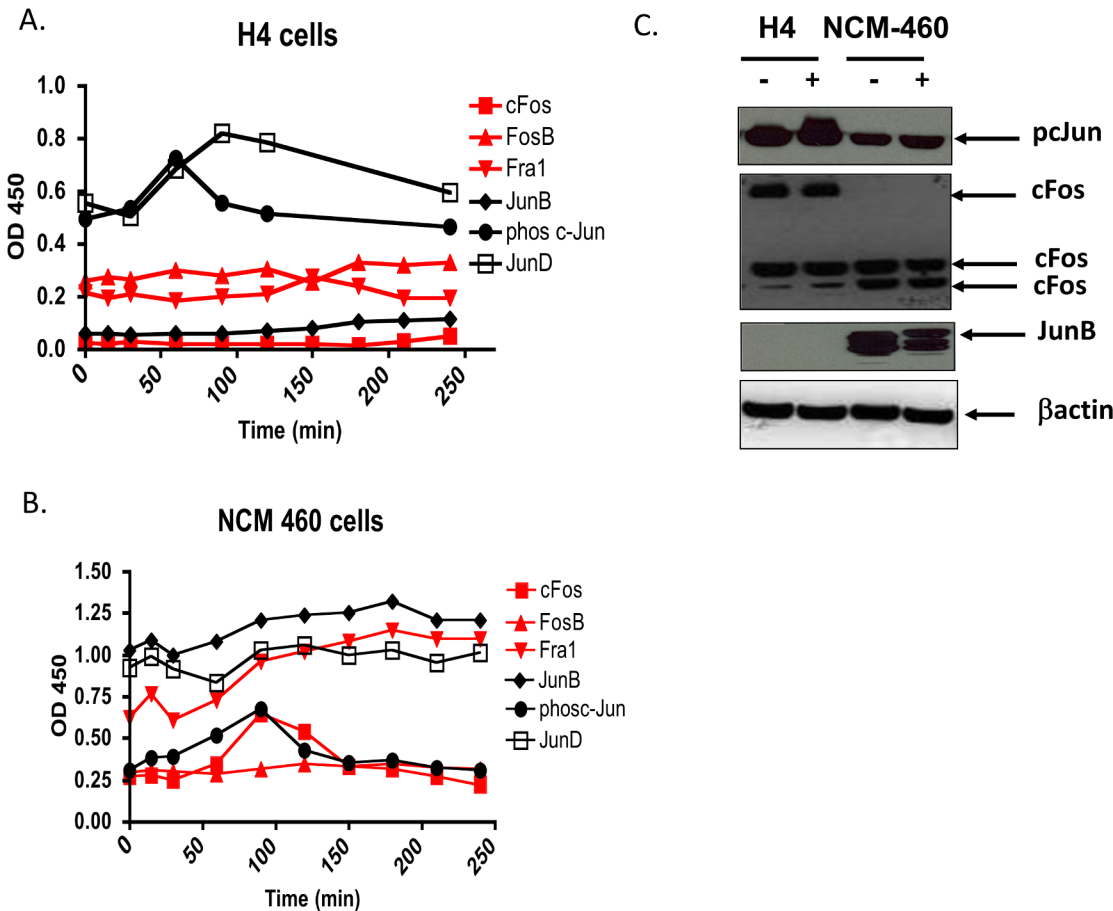 A.
H4 cells
OD 450
1.0
0.8
0.6
0.4
0.2
0.0
0 50 100 150 200 250
Time (min)
cFos
FosB
Fra1
JunB
phos c-Jun
JunD
B.
NCM 460 cells
OD 450
1.50
1.25
1.00
0.75
0.50
0.25
0.00
0 50 100 150 200 250
Time (min)
cFos
FosB
Fra1
JunB
phosc-Jun
JunD
C.
H4 NCM-460
- + - +
pcJun
cFos
cFos
cFos
JunB
βactin